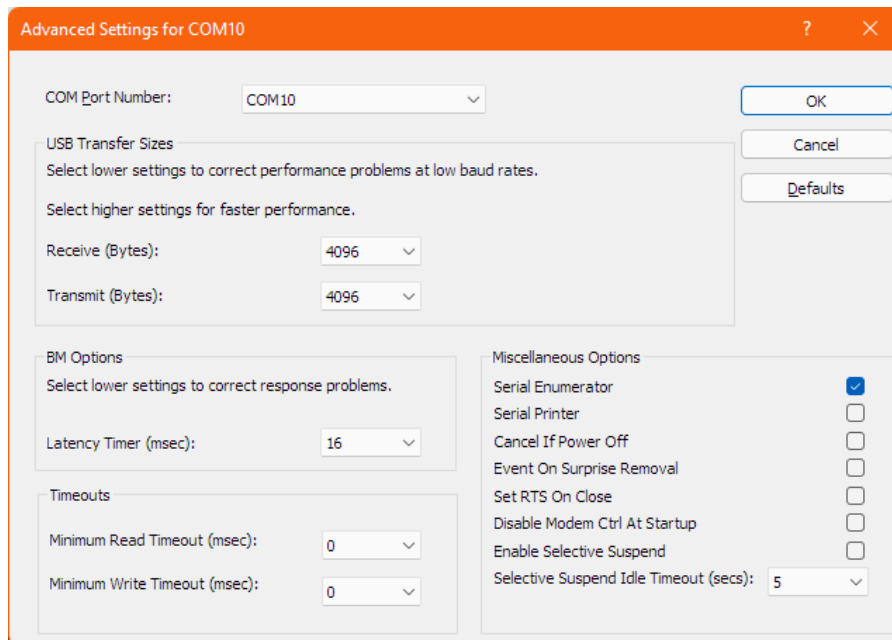 Advanced Settings for COM10 ?
COM Port Number: COM10
OK
USB Transfer Sizes
Cancel
Select lower settings to correct performance problems at low baud rates.
Defaults
Select higher settings for faster performance.
Receive (Bytes): 4096
Transmit (Bytes): 4096
BM Options
Select lower settings to correct response problems.
Latency Timer (msec): 16
Timeouts
Minimum Read Timeout (msec): 0
Minimum Write Timeout (msec): 0
Miscellaneous Options
Serial Enumerator
Serial Printer
Cancel If Power Off
Event On Surprise Removal
Set RTS On Close
Disable Modem Ctrl At Startup
Enable Selective Suspend
Selective Suspend Idle Timeout (secs): 5